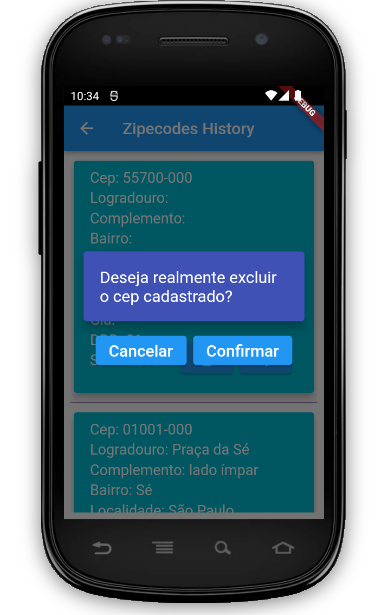 10:34
DEBUG
Zipecodes History
Cep: 55700-000
Logradouro:
Complemento:
Bairro:
Deseja realmente excluir
o cep cadastrado?
Cancelar Confirmar
Cep: 01001-000
Logradouro: Praça da Sé
Complemento: lado ímpar
Bairro: Sé
Localidade: São Paulo